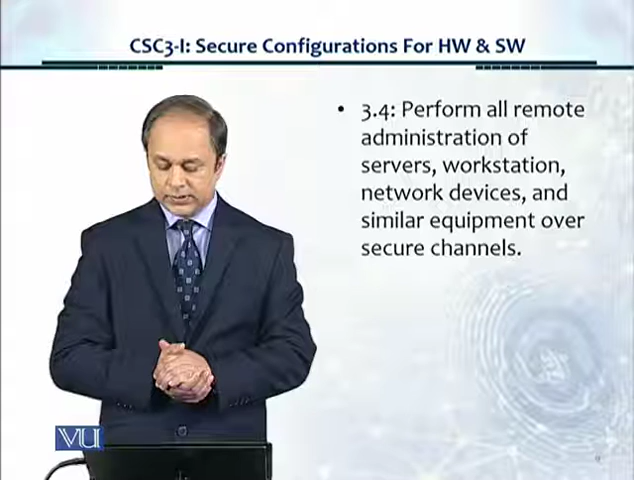 CSC3-I: Secure Configurations For HW & SW
• 3.4: Perform all remote
administration of
servers, workstation,
network devices, and
similar equipment over
secure channels.
VU
9